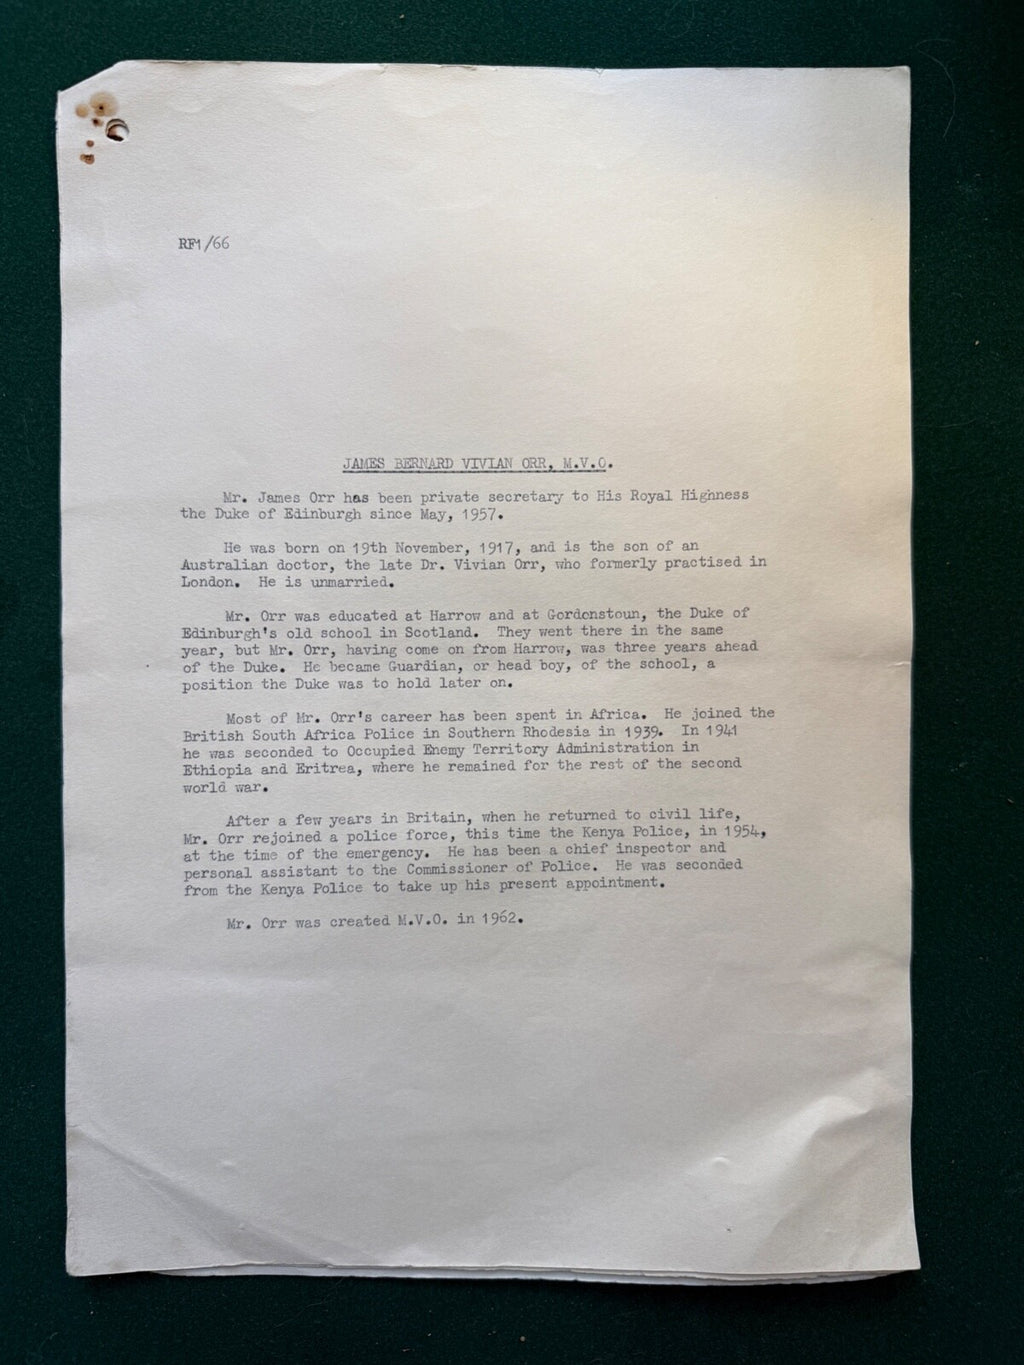 RF1/66
JAMES BERNARD VIVIAN ORR, M.V.O.
Mr. James Orr has been private secretary to His Royal Highness
the Duke of Edinburgh since May, 1957.
He was born on 19th November, 1917, and is the son of an
Australian doctor, the late Dr. Vivian Orr, who formerly practised in
London. He is unmarried.
Mr. Orr was educated at Harrow and at Gordonstoun, the Duke of
Edinburgh's old school in Scotland. They went there in the same
year, but Mr. Orr, having come on from Harrow, was three years ahead
of the Duke. He became Guardian, or head boy, of the school, a
position the Duke was to hold later on.
Most of Mr. Orr's career has been spent in Africa. He joined the
British South Africa Police in Southern Rhodesia in 1939. In 1941
he was seconded to Occupied Enemy Territory Administration in
Ethiopia and Eritrea, where he remained for the rest of the second
world war.
After a few years in Britain, when he returned to civil life,
Mr. Orr rejoined a police force, this time the Kenya Police, in 1954,
at the time of the emergency. He has been a chief inspector and
personal assistant to the Commissioner of Police. He was seconded
from the Kenya Police to take up his present appointment.
Mr. Orr was created M.V.O. in 1962.